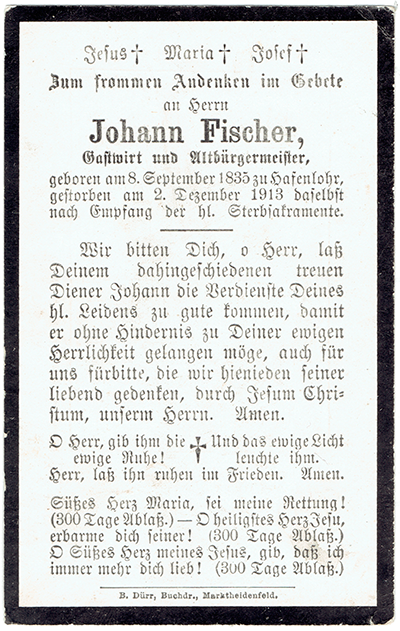 Jesus † Maria † Josef †
Zum frommen Andenken im Gebete
an Herrn
Johann Fischer,
Gastwirt und Altbürgermeister,
geboren am 8. September 1835 zu Hafenlohr,
gestorben am 2. Dezember 1913 daselbst
nach Empfang der hl. Sterbsakramente.
Wir bitten Dich, o Herr, laß
Deinem dahingeschiedenen treuen
Diener Johann die Verdienste Deines
hl. Leidens zu gute kommen, damit
er ohne Hindernis zu Deiner ewigen
Herrlichkeit gelangen möge, auch für
uns fürbitte, die wir hienieden seiner
liebend gedenken, durch Jesum Chri-
stum, unserm Herrn. Amen.
O Herr, gib ihm die † Und das ewige Licht
ewige Ruhe! leuchte ihm.
Herr, laß ihn ruhen im Frieden. Amen.
Süßes Herz Maria, sei meine Rettung!
(300 Tage Ablaß.) — O heiligstes Herz Jesu,
erbarme dich seiner! (300 Tage Ablaß.)
O Süßes Herz meines Jesus, gib, daß ich
immer mehr dich lieb! (300 Tage Ablaß.)
B. Dürr, Buchdr., Marktheidenfeld.